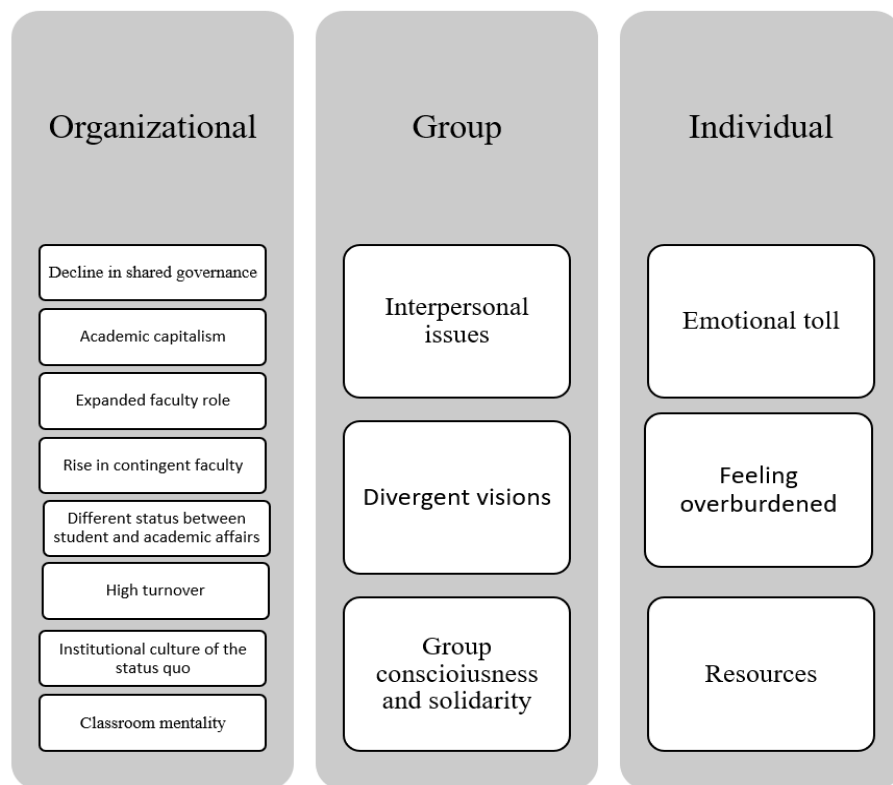 Organizational
Decline in shared governance
Academic capitalism
Expanded faculty role
Rise in contingent faculty
Different status between
student and academic affairs
High turnover
Institutional culture of the
status quo
Classroom mentality
Group
Interpersonal
issues
Divergent visions
Group
conscioiusness
and solidarity
Individual
Emotional toll
Feeling
overburdened
Resources